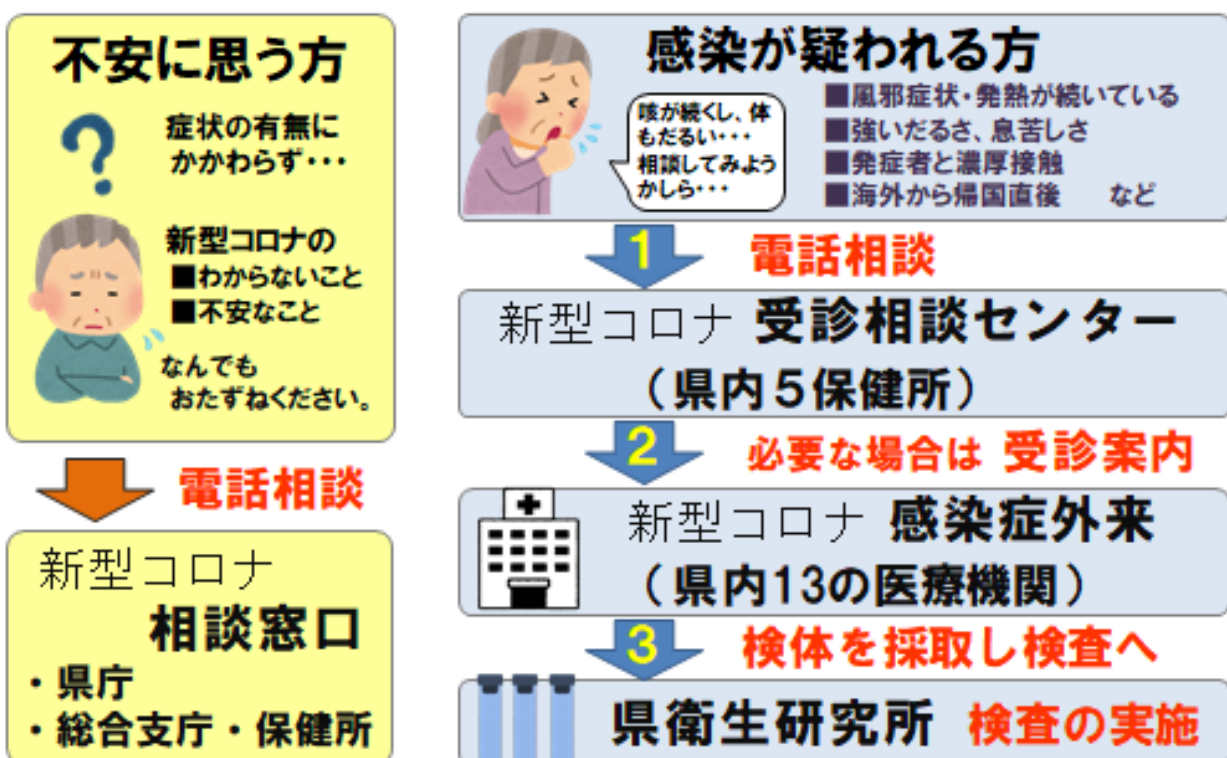 不安に思う方
?
症状の有無に
かかわらず・・・
新型コロナの
■わからないこと
■不安なこと
なんでも
おたずねください。
電話相談
新型コロナ
相談窓口
・県庁
・総合支庁・保健所
感染が疑われる方
咳が続くし、体
もだるい・・・
相談してみよう
かしら・・・
■風邪症状・発熱が続いている
■強いだるさ、息苦しさ
■発症者と濃厚接触
■海外から帰国直後 など
1 電話相談
新型コロナ 受診相談センター
（県内5保健所）
2 必要な場合は 受診案内
新型コロナ 感染症外来
（県内13の医療機関）
3 検体を採取し検査へ
県衛生研究所 検査の実施